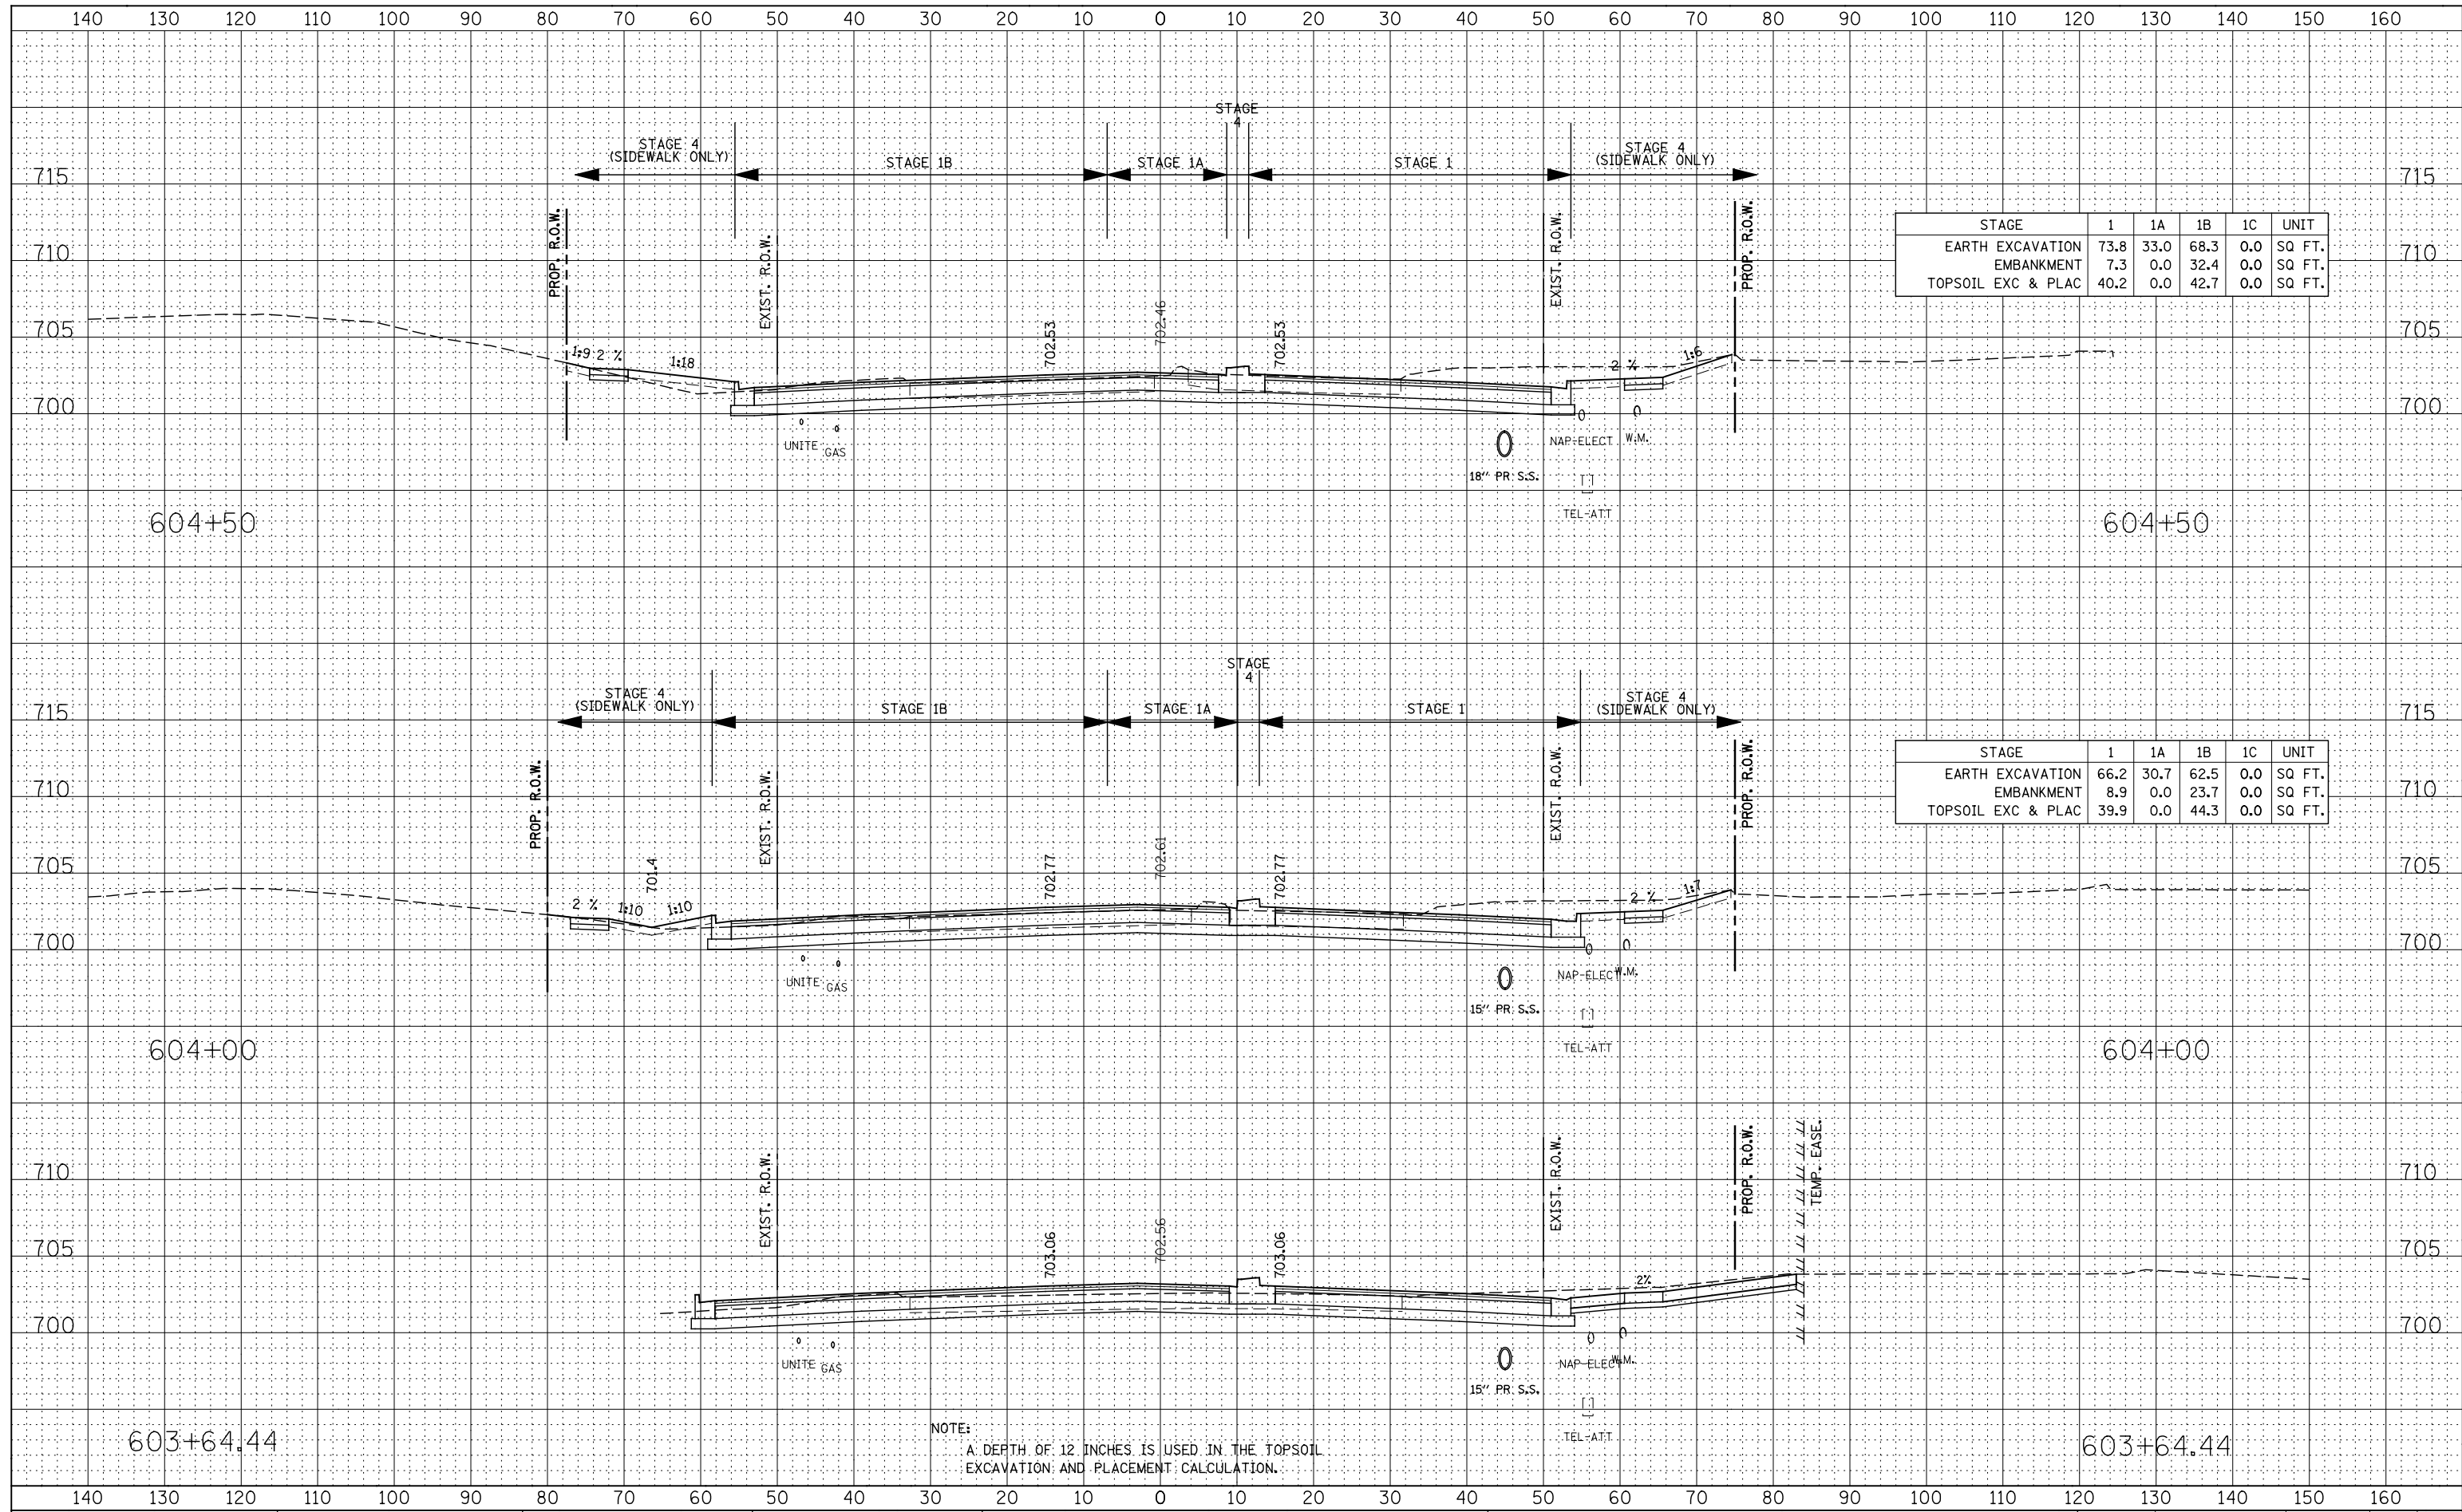 140 130 120 110 100 90 80 70 60 50 40 30 20 10 0 10 20 30 40 50 60 70 80 90 100 110 120 130 140 150 160
STAGE
4
STAGE 4
(SIDEWALK ONLY)
STAGE 1B
STAGE 1A
STAGE 1
STAGE 4
(SIDEWALK ONLY)
715
715
PROP. R.O.W.
EXIST. R.O.W.
EXIST. R.O.W.
PROP. R.O.W.
STAGE 1 1A 1B 1C UNIT
EARTH EXCAVATION 73.8 33.0 68.3 0.0 SQ FT.
EMBANKMENT 7.3 0.0 32.4 0.0 SQ FT.
TOPSOIL EXC & PLAC 40.2 0.0 42.7 0.0 SQ FT.
710
710
705
702.53
702.46
702.53
705
1:9
2 %
1:18
2 %
1:6
700
700
UNITE
GAS
NAP-ELECT
W.M.
18" PR S.S.
TEL-ATT
604+50
604+50
STAGE
4
STAGE 4
(SIDEWALK ONLY)
STAGE 1B
STAGE 1A
STAGE 1
STAGE 4
(SIDEWALK ONLY)
715
715
PROP. R.O.W.
EXIST. R.O.W.
EXIST. R.O.W.
PROP. R.O.W.
STAGE 1 1A 1B 1C UNIT
EARTH EXCAVATION 66.2 30.7 62.5 0.0 SQ FT.
EMBANKMENT 8.9 0.0 23.7 0.0 SQ FT.
TOPSOIL EXC & PLAC 39.9 0.0 44.3 0.0 SQ FT.
710
710
705
701.4
702.77
702.61
702.77
705
2 %
1:10
1:10
2 %
1:7
700
700
UNITE
GAS
NAP-ELECT
W.M.
15" PR S.S.
TEL-ATT
604+00
604+00
EXIST. R.O.W.
EXIST. R.O.W.
PROP. R.O.W.
TEMP. EASE.
710
710
705
703.06
702.56
703.06
705
2%
700
700
UNITE
GAS
NAP-ELECT
W.M.
15" PR S.S.
TEL-ATT
603+64.44
603+64.44
NOTE:
A DEPTH OF 12 INCHES IS USED IN THE TOPSOIL
EXCAVATION AND PLACEMENT CALCULATION.
140 130 120 110 100 90 80 70 60 50 40 30 20 10 0 10 20 30 40 50 60 70 80 90 100 110 120 130 140 150 160